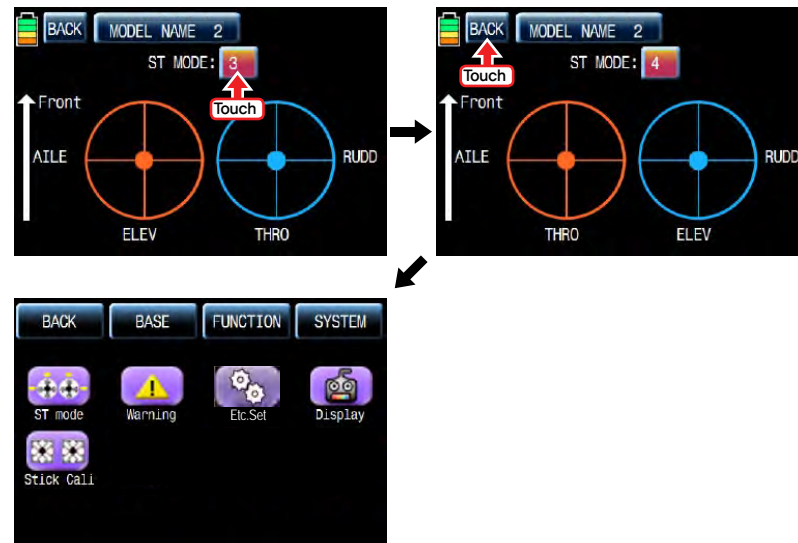 BACK MODEL NAME 2
ST MODE: 3
Touch
Front
AILE RUDD
ELEV THRO
BACK MODEL NAME 2
Touch
ST MODE: 4
Front
AILE RUDD
THRO ELEV
BACK BASE FUNCTION SYSTEM
ST mode Warning Etc.Set Display
Stick Cali